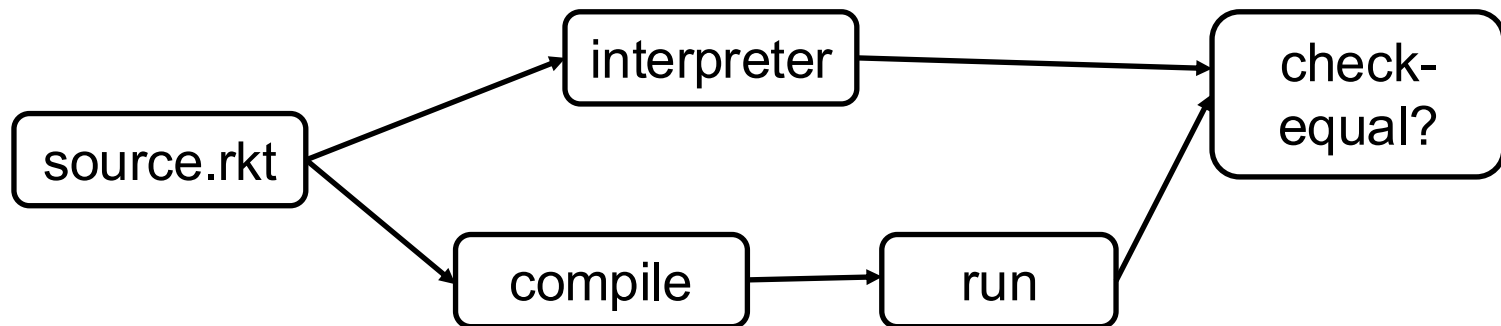 interpreter
check-
equal?
source.rkt
compile
run